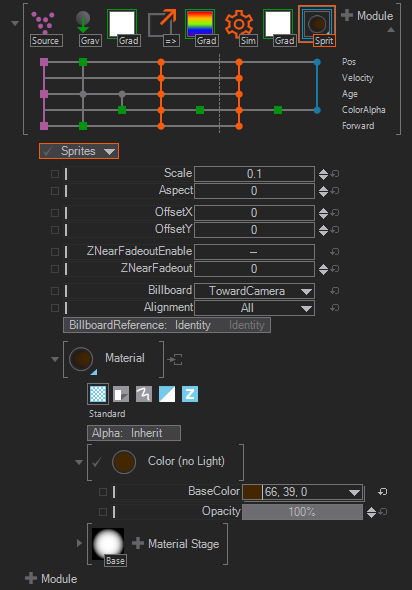 Module
Source Grav Grad => Grad Sim Grad Sprit
Pos
Velocity
Age
ColorAlpha
Forward
Sprites
Scale 0.1
Aspect 0
OffsetX 0
OffsetY 0
ZNearFadeoutEnable --
ZNearFadeout 0
Billboard TowardCamera
Alignment All
BillboardReference: Identity Identity
Material
Z
Standard
Alpha: Inherit
Color (no Light)
BaseColor 66, 39, 0
Opacity 100%
Material Stage
Base
Module